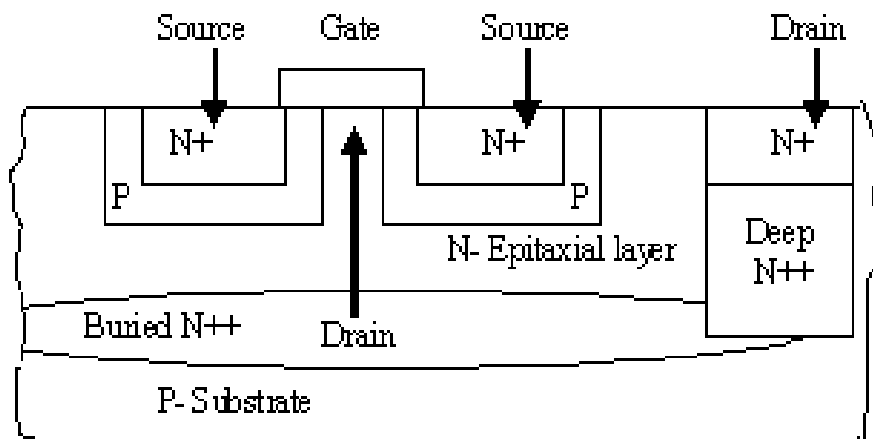 Source Gate Source Drain
N+ N+ N+
P P
N- Epitaxial layer
Deep
N++
Buried N++
Drain
P- Substrate